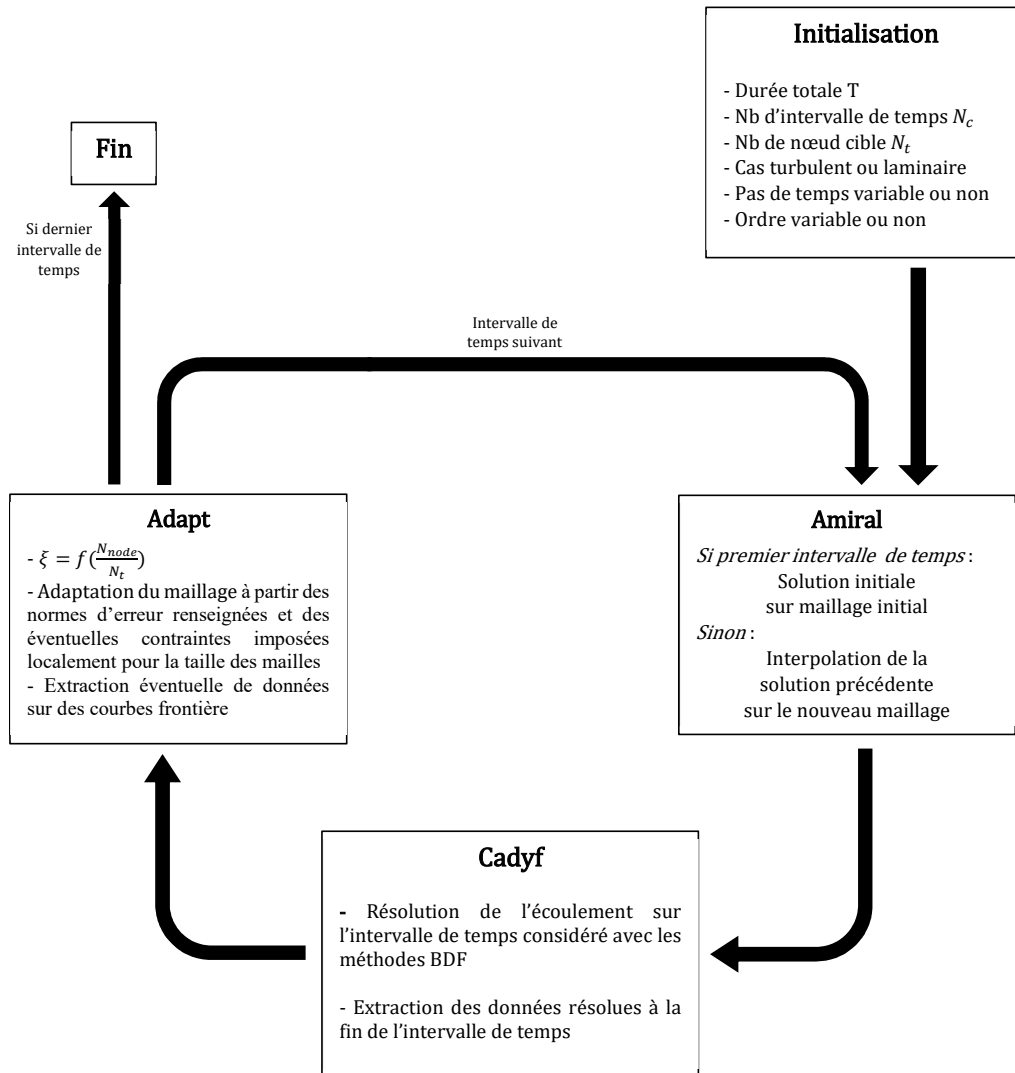 Initialisation
- Durée totale T
- Nb d'intervalle de temps N_c
- Nb de nœud cible N_t
- Cas turbulent ou laminaire
- Pas de temps variable ou non
- Ordre variable ou non
Fin
Si dernier
intervalle de
temps
Intervalle de
temps suivant
Adapt
- ξ = f(N_node/N_t)
- Adaptation du maillage à partir des
normes d'erreur renseignées et des
éventuelles contraintes imposées
localement pour la taille des mailles
- Extraction éventuelle de données
sur des courbes frontière
Amiral
Si premier intervalle de temps :
Solution initiale
sur maillage initial
Sinon :
Interpolation de la
solution précédente
sur le nouveau maillage
Cadyf
- Résolution de l'écoulement sur
l'intervalle de temps considéré avec les
méthodes BDF
- Extraction des données résolues à la
fin de l'intervalle de temps